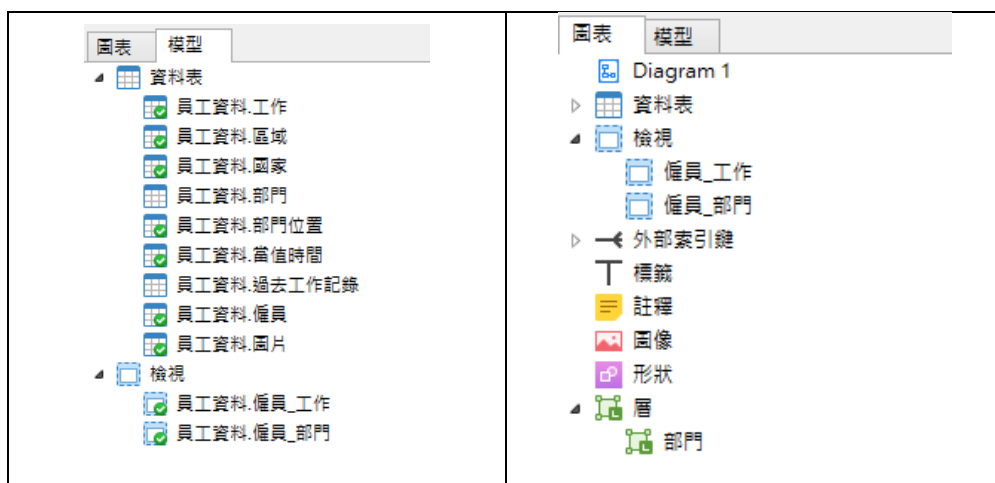 圖表 模型
資料表
員工資料.工作
員工資料.區域
員工資料.國家
員工資料.部門
員工資料.部門位置
員工資料.當值時間
員工資料.過去工作記錄
員工資料.僱員
員工資料.圖片
檢視
員工資料.僱員_工作
員工資料.僱員_部門
圖表 模型
Diagram 1
資料表
檢視
僱員_工作
僱員_部門
外部索引鍵
標籤
註釋
圖像
形狀
層
部門